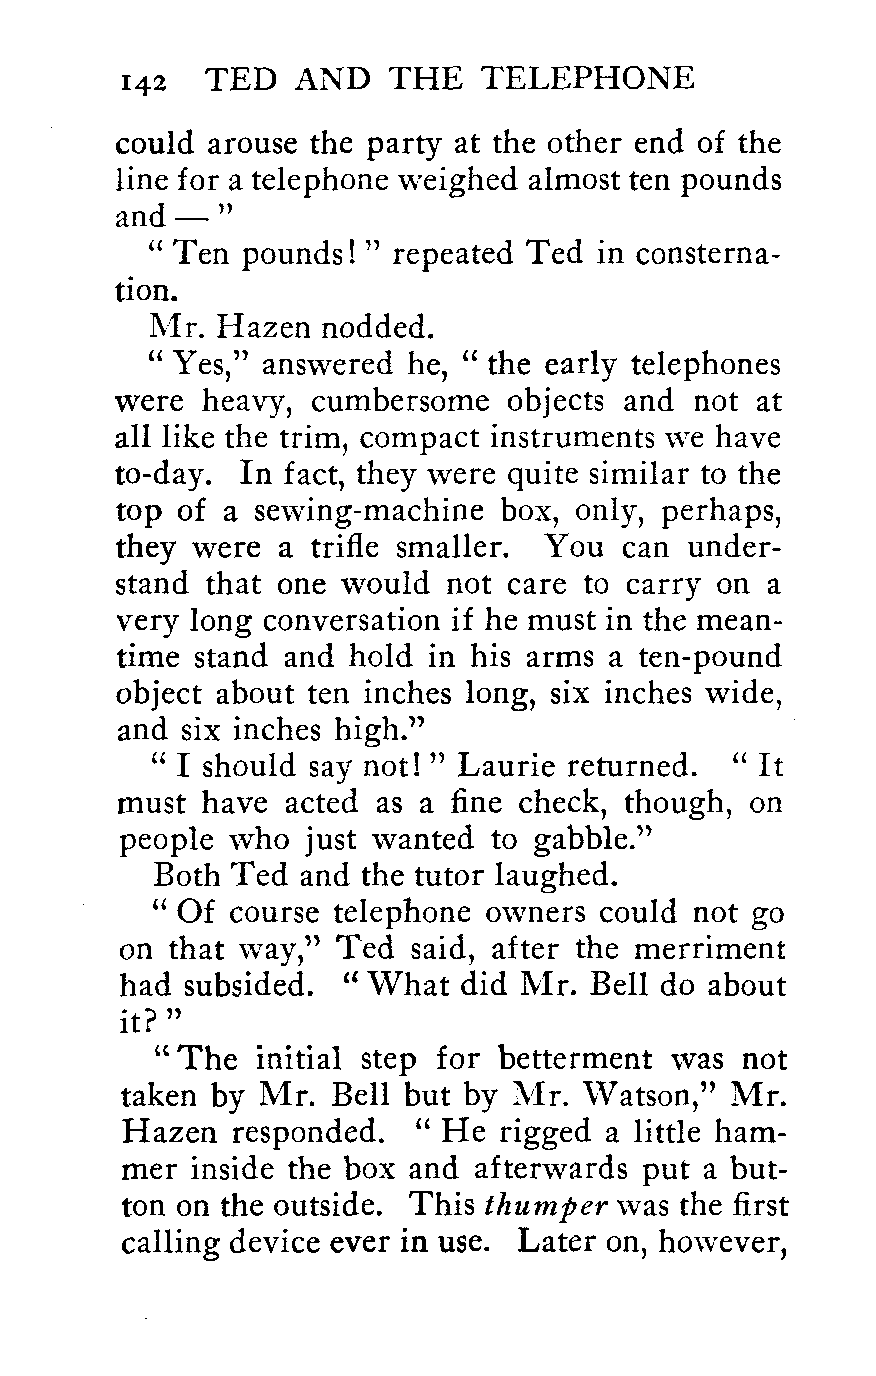 142 TED AND THE TELEPHONE
could arouse the party at the other end of the
line for a telephone weighed almost ten pounds
and — "
" Ten pounds! " repeated Ted in consterna-
tion.
Mr. Hazen nodded.
" Yes," answered he, " the early telephones
were heavy, cumbersome objects and not at
all like the trim, compact instruments we have
to-day. In fact, they were quite similar to the
top of a sewing-machine box, only, perhaps,
they were a trifle smaller. You can under-
stand that one would not care to carry on a
very long conversation if he must in the mean-
time stand and hold in his arms a ten-pound
object about ten inches long, six inches wide,
and six inches high."
" I should say not! " Laurie returned. " It
must have acted as a fine check, though, on
people who just wanted to gabble."
Both Ted and the tutor laughed.
" Of course telephone owners could not go
on that way," Ted said, after the merriment
had subsided. " What did Mr. Bell do about
it? "
" The initial step for betterment was not
taken by Mr. Bell but by Mr. Watson," Mr.
Hazen responded. " He rigged a little ham-
mer inside the box and afterwards put a but-
ton on the outside. This thumper was the first
calling device ever in use. Later on, however,